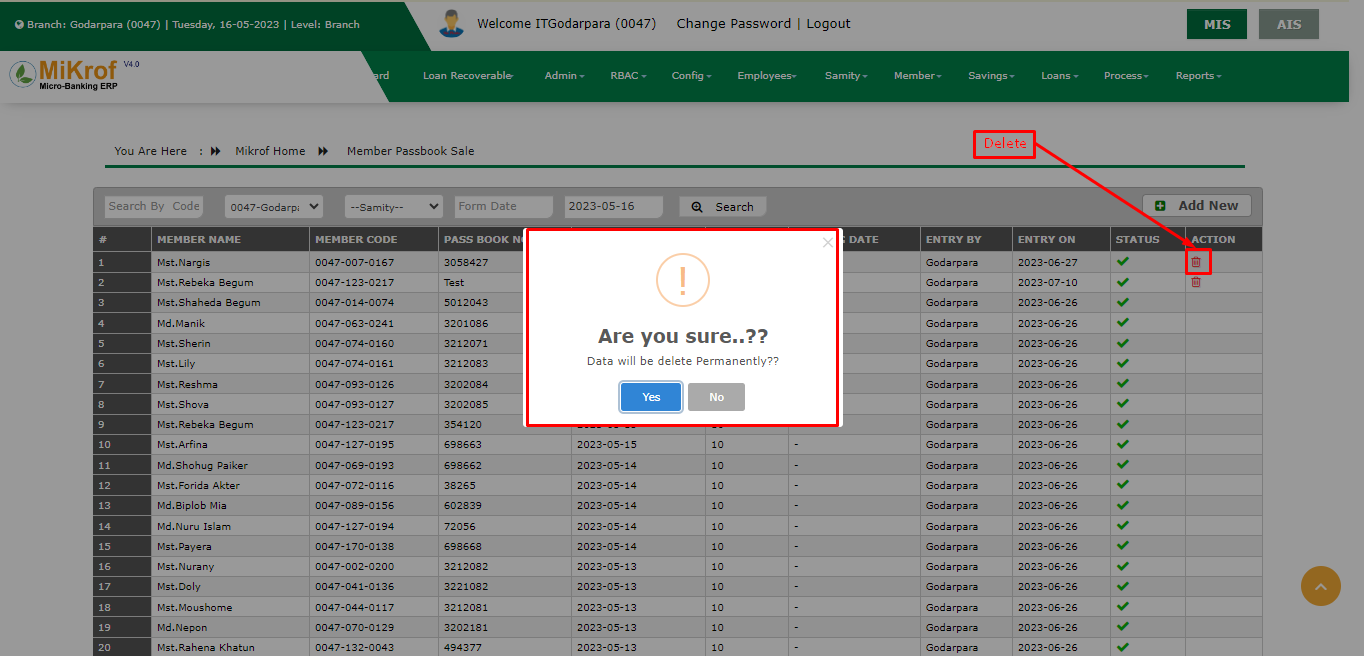 Branch: Godarpara (0047) | Tuesday, 16-05-2023 | Level: Branch
Welcome ITGodarpara (0047) Change Password | Logout
MIS AIS
MiKrof V4.0
Micro-Banking ERP
ard Loan Recoverable Admin RBAC Config Employees Samity Member Savings Loans Process Reports
Delete
You Are Here : Mikrof Home Member Passbook Sale
Search By Code 0047-Godarpa --Samity-- Form Date 2023-05-16 Search Add New
# MEMBER NAME MEMBER CODE PASS BOOK NO DATE ENTRY BY ENTRY ON STATUS ACTION
1 Mst.Nargis 0047-007-0167 3058427 Godarpara 2023-06-27
2 Mst.Rebeka Begum 0047-123-0217 Test Godarpara 2023-07-10
3 Mst.Shaheda Begum 0047-014-0074 5012043 Godarpara 2023-06-26
4 Md.Manik 0047-063-0241 3201086 Godarpara 2023-06-26
5 Mst.Sherin 0047-074-0160 3212071 Godarpara 2023-06-26
6 Mst.Lily 0047-074-0161 3212083 Godarpara 2023-06-26
7 Mst.Reshma 0047-093-0126 3202084 Godarpara 2023-06-26
8 Mst.Shova 0047-093-0127 3202085 Godarpara 2023-06-26
9 Mst.Rebeka Begum 0047-123-0217 354120 Godarpara 2023-06-26
Are you sure..??
Data will be delete Permanently??
Yes No
10 Mst.Arfina 0047-127-0195 698663 2023-05-15 10 - Godarpara 2023-06-26
11 Md.Shohug Paiker 0047-069-0193 698662 2023-05-14 10 - Godarpara 2023-06-26
12 Mst.Forida Akter 0047-072-0116 38265 2023-05-14 10 - Godarpara 2023-06-26
13 Md.Biplob Mia 0047-089-0156 602839 2023-05-14 10 - Godarpara 2023-06-26
14 Md.Nuru Islam 0047-127-0194 72056 2023-05-14 10 - Godarpara 2023-06-26
15 Mst.Payera 0047-170-0138 698668 2023-05-14 10 - Godarpara 2023-06-26
16 Mst.Nurany 0047-002-0200 3212082 2023-05-13 10 - Godarpara 2023-06-26
17 Mst.Doly 0047-041-0136 3221082 2023-05-13 10 - Godarpara 2023-06-26
18 Mst.Moushome 0047-044-0117 3212081 2023-05-13 10 - Godarpara 2023-06-26
19 Md.Nepon 0047-070-0129 3202181 2023-05-13 10 - Godarpara 2023-06-26
20 Mst.Rahena Khatun 0047-132-0043 494377 2023-05-13 10 - Godarpara 2023-06-26